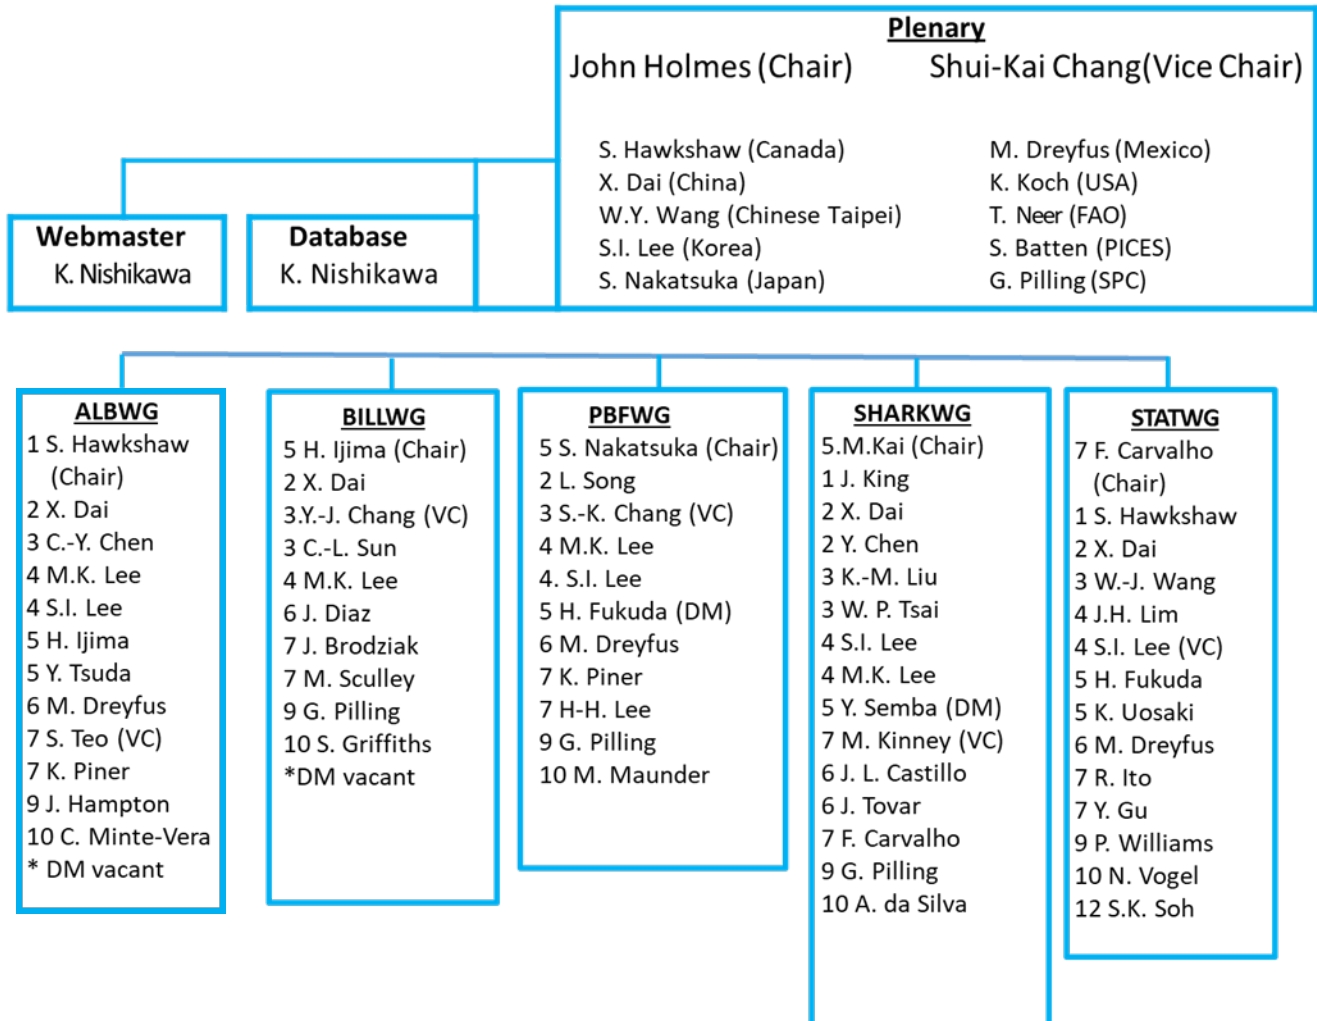 Plenary
John Holmes (Chair) Shui-Kai Chang(Vice Chair)
S. Hawkshaw (Canada) M. Dreyfus (Mexico)
X. Dai (China) K. Koch (USA)
W.Y. Wang (Chinese Taipei) T. Neer (FAO)
S.I. Lee (Korea) S. Batten (PICES)
S. Nakatsuka (Japan) G. Pilling (SPC)
Webmaster
K. Nishikawa
Database
K. Nishikawa
ALBWG
1 S. Hawkshaw
(Chair)
2 X. Dai
3 C.-Y. Chen
4 M.K. Lee
4 S.I. Lee
5 H. Ijima
5 Y. Tsuda
6 M. Dreyfus
7 S. Teo (VC)
7 K. Piner
9 J. Hampton
10 C. Minte-Vera
* DM vacant
BILLWG
5 H. Ijima (Chair)
2 X. Dai
3.Y.-J. Chang (VC)
3 C.-L. Sun
4 M.K. Lee
6 J. Diaz
7 J. Brodziak
7 M. Sculley
9 G. Pilling
10 S. Griffiths
*DM vacant
PBFWG
5 S. Nakatsuka (Chair)
2 L. Song
3 S.-K. Chang (VC)
4 M.K. Lee
4. S.I. Lee
5 H. Fukuda (DM)
6 M. Dreyfus
7 K. Piner
7 H-H. Lee
9 G. Pilling
10 M. Maunder
SHARKWG
5.M.Kai (Chair)
1 J. King
2 X. Dai
2 Y. Chen
3 K.-M. Liu
3 W. P. Tsai
4 S.I. Lee
4 M.K. Lee
5 Y. Semba (DM)
7 M. Kinney (VC)
6 J. L. Castillo
6 J. Tovar
7 F. Carvalho
9 G. Pilling
10 A. da Silva
STATWG
7 F. Carvalho
(Chair)
1 S. Hawkshaw
2 X. Dai
3 W.-J. Wang
4 J.H. Lim
4 S.I. Lee (VC)
5 H. Fukuda
5 K. Uosaki
6 M. Dreyfus
7 R. Ito
7 Y. Gu
9 P. Williams
10 N. Vogel
12 S.K. Soh